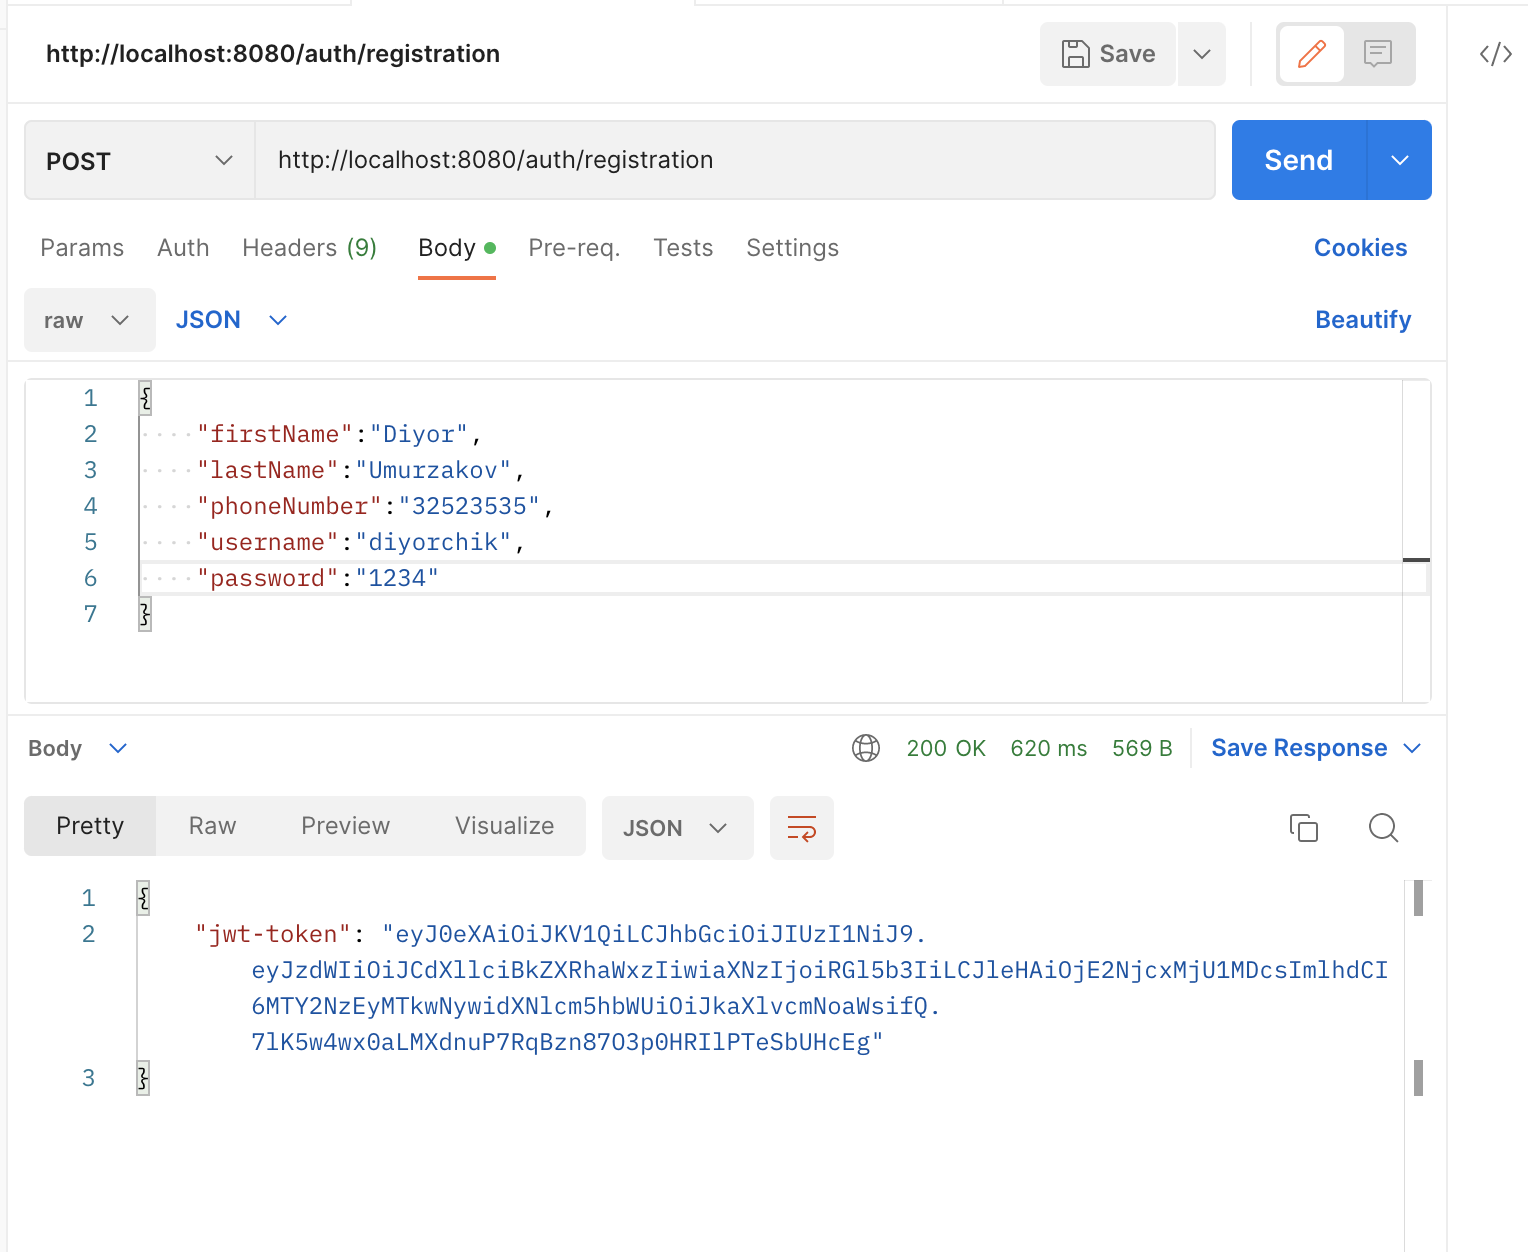 http://localhost:8080/auth/registration
Save
POST
http://localhost:8080/auth/registration
Send
Params Auth Headers (9) Body Pre-req. Tests Settings Cookies
raw JSON Beautify
1 {
2 "firstName":"Diyor",
3 "lastName":"Umurzakov",
4 "phoneNumber":"32523535",
5 "username":"diyorchik",
6 "password":"1234"
7 }
Body 200 OK 620 ms 569 B Save Response
Pretty Raw Preview Visualize JSON
1 {
2 "jwt-token": "eyJ0eXAiOiJKV1QiLCJhbGciOiJIUzI1NiJ9.
eyJzdWIiOiJCdXllciBkZXRhaWxzIiwiaXNzIjoiRGl5b3IiLCJleHAiOjE2NjcxMjU1MDcsImlhdCI
6MTY2NzEyMTkwNywidXNlcm5hbWUiOiJkaXlvcmNoaWsifQ.
7lK5w4wx0aLMXdnuP7RqBzn87O3p0HRIlPTeSbUHcEg"
3 }